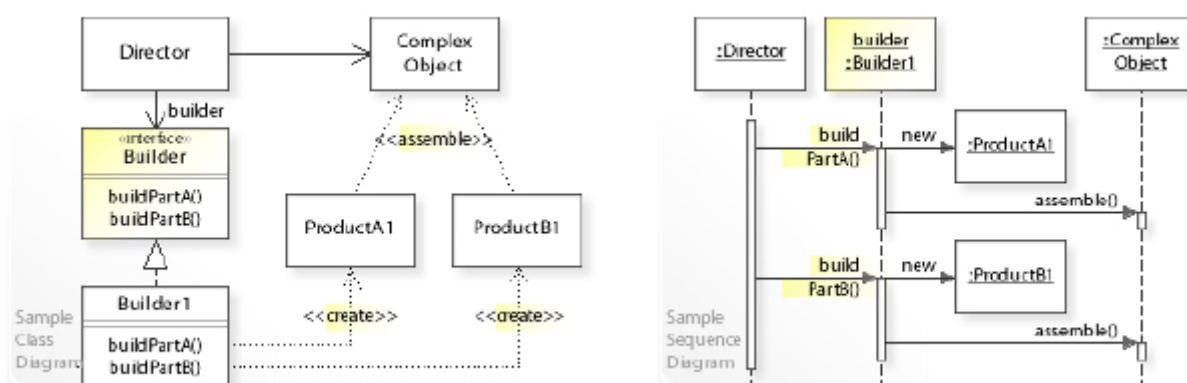 Director
Complex
Object
builder
«interface»
Builder
buildPartA()
buildPartB()
<<assemble>>
ProductA1
ProductB1
Builder1
buildPartA()
buildPartB()
<<create>>
<<create>>
Sample
Class
Diagram
:Director
builder
:Builder1
:Complex
Object
build
PartA()
new
:ProductA1
assemble()
build
PartB()
new
:ProductB1
assemble()
Sample
Sequence
Diagram